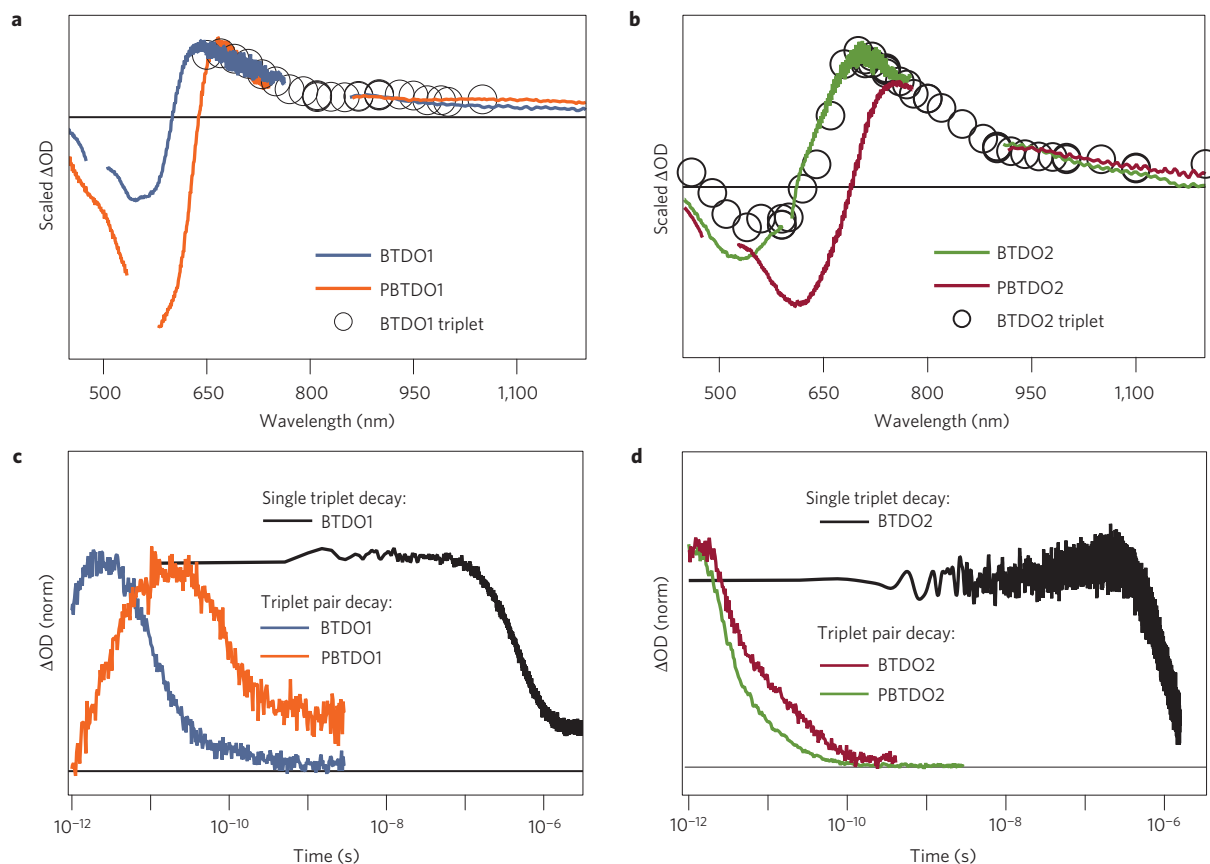 a
Scaled ΔOD
BTDO1
PBTDO1
BTDO1 triplet
500 650 800 950 1,100
Wavelength (nm)
b
Scaled ΔOD
BTDO2
PBTDO2
BTDO2 triplet
500 650 800 950 1,100
Wavelength (nm)
c
ΔOD (norm)
Single triplet decay:
BTDO1
Triplet pair decay:
BTDO1
PBTDO1
10⁻¹² 10⁻¹⁰ 10⁻⁸ 10⁻⁶
Time (s)
d
ΔOD (norm)
Single triplet decay:
BTDO2
Triplet pair decay:
BTDO2
PBTDO2
10⁻¹² 10⁻¹⁰ 10⁻⁸ 10⁻⁶
Time (s)